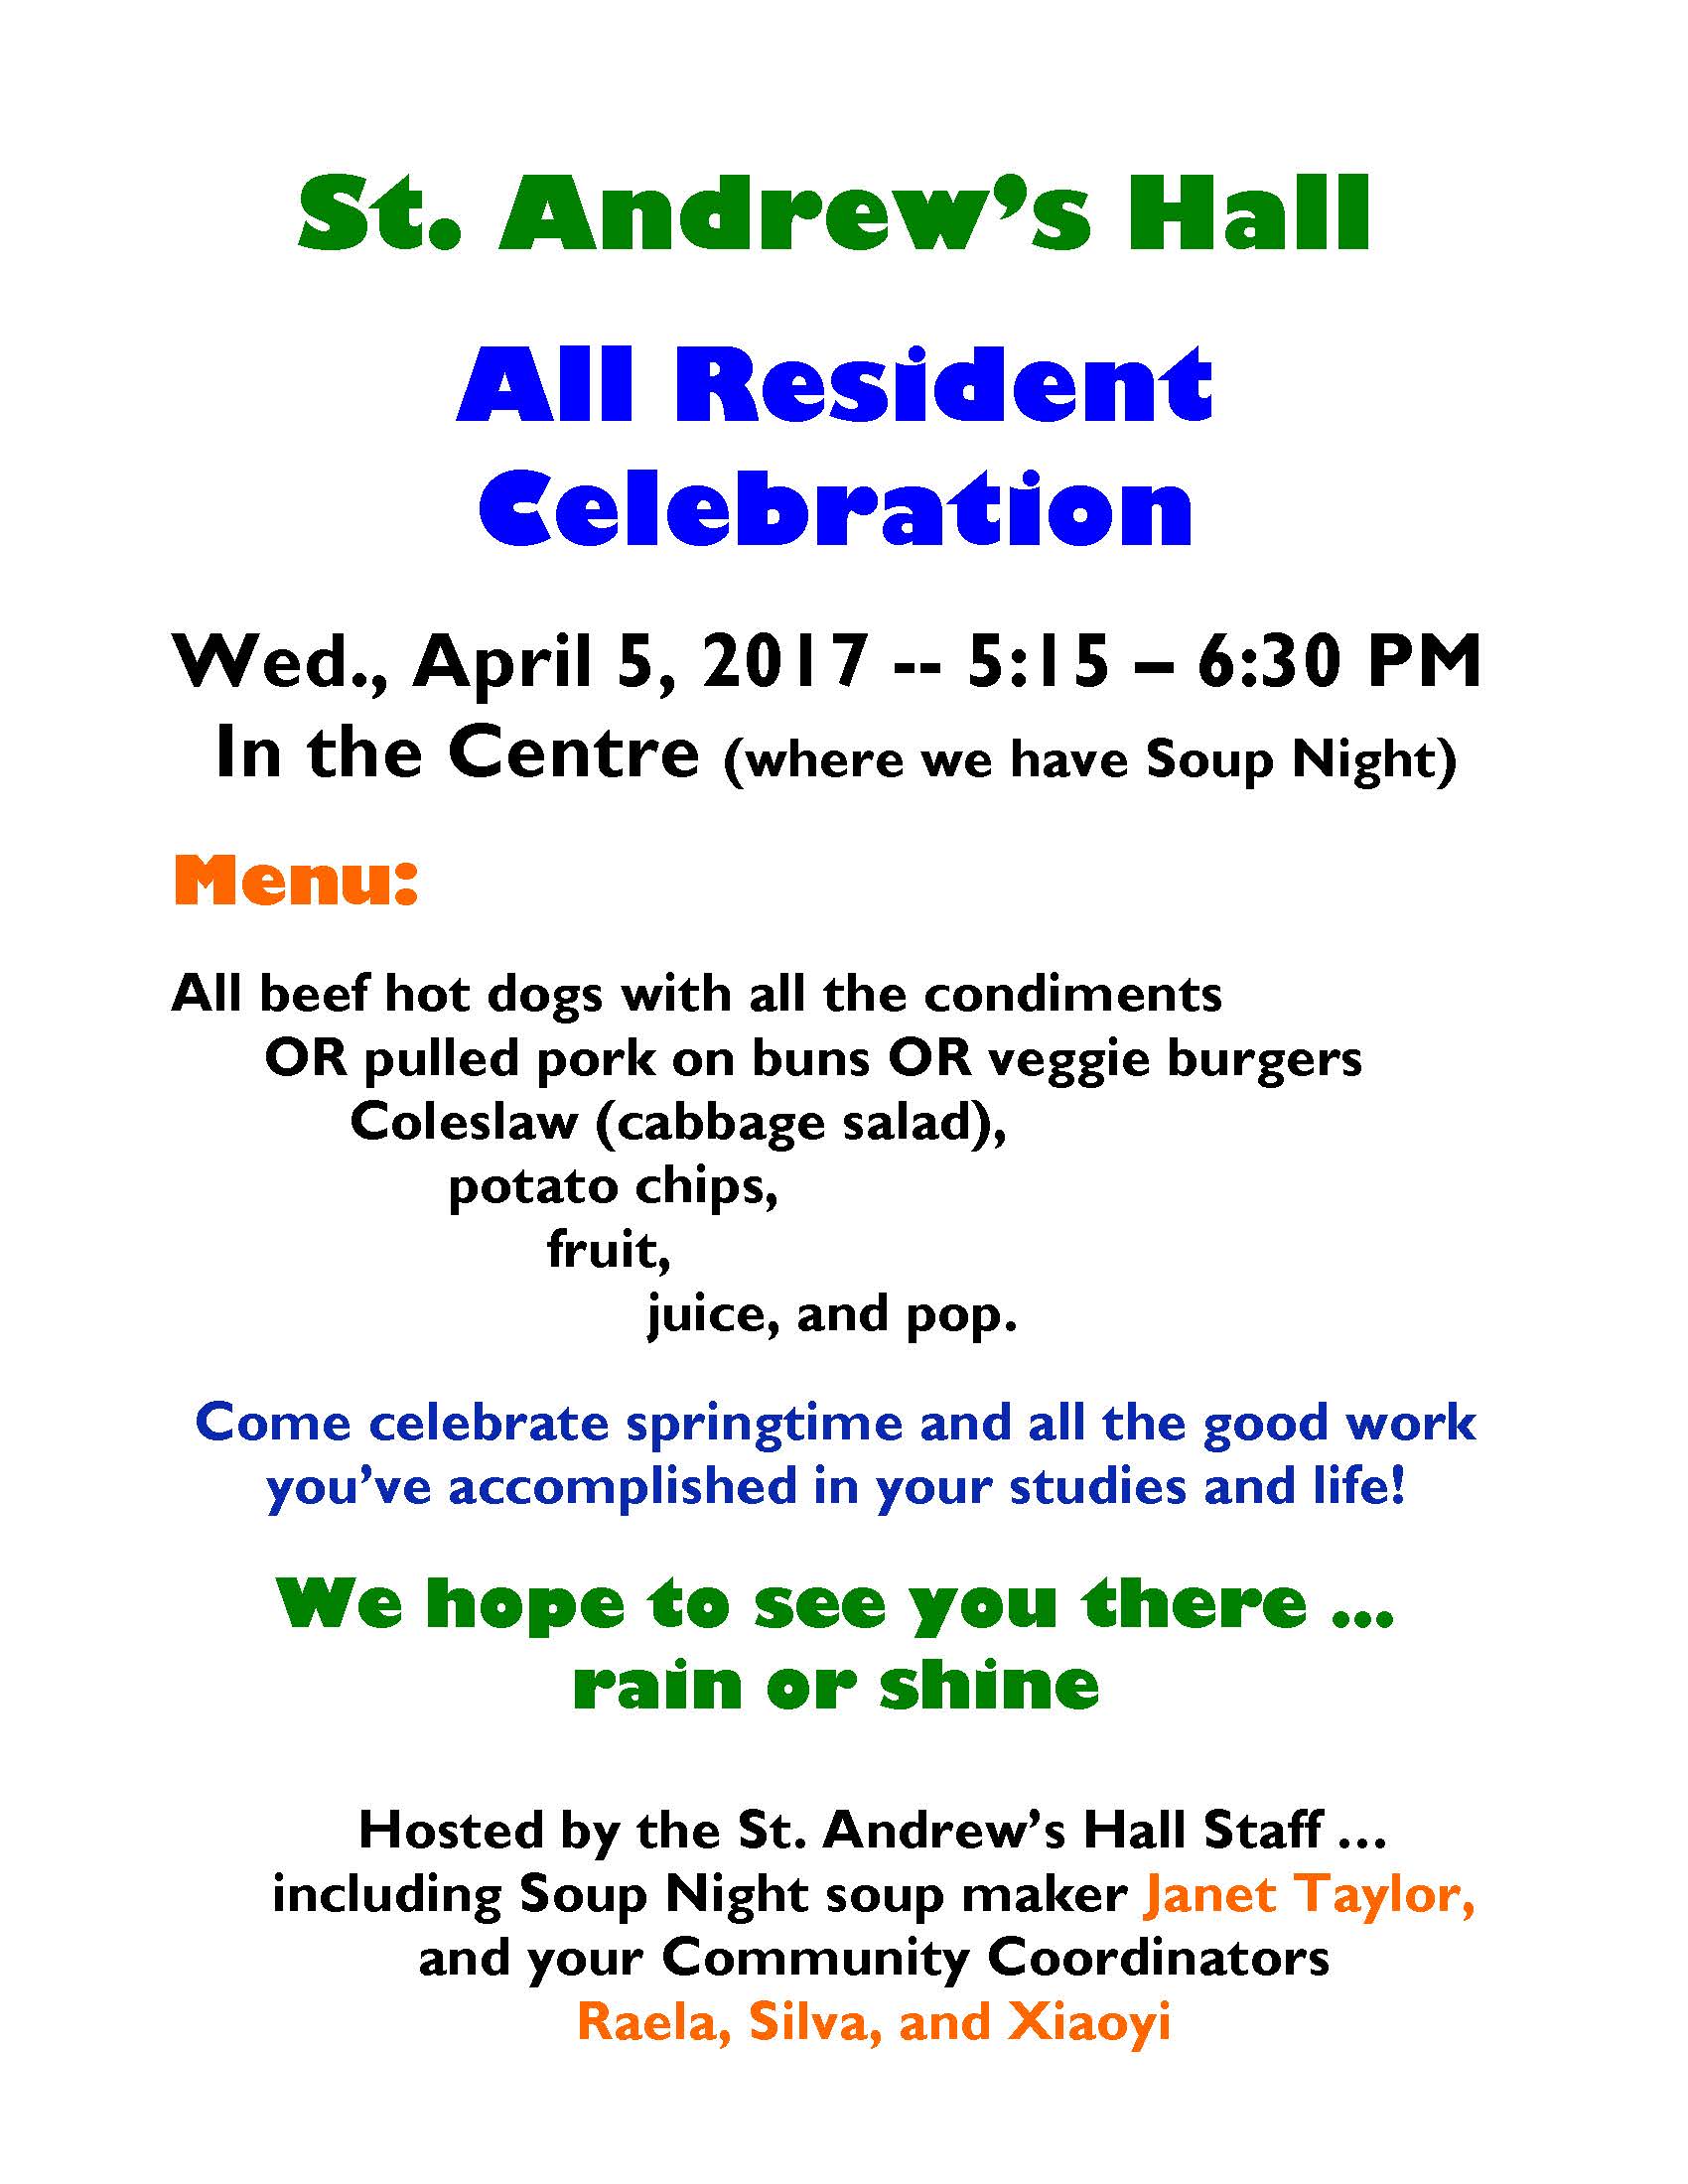 St. Andrew’s Hall
All Resident
Celebration
Wed., April 5, 2017 -- 5:15 – 6:30 PM
In the Centre (where we have Soup Night)
Menu:
All beef hot dogs with all the condiments
OR pulled pork on buns OR veggie burgers
Coleslaw (cabbage salad),
potato chips,
fruit,
juice, and pop.
Come celebrate springtime and all the good work
you’ve accomplished in your studies and life!
We hope to see you there ...
rain or shine
Hosted by the St. Andrew’s Hall Staff …
including Soup Night soup maker Janet Taylor,
and your Community Coordinators
Raela, Silva, and Xiaoyi